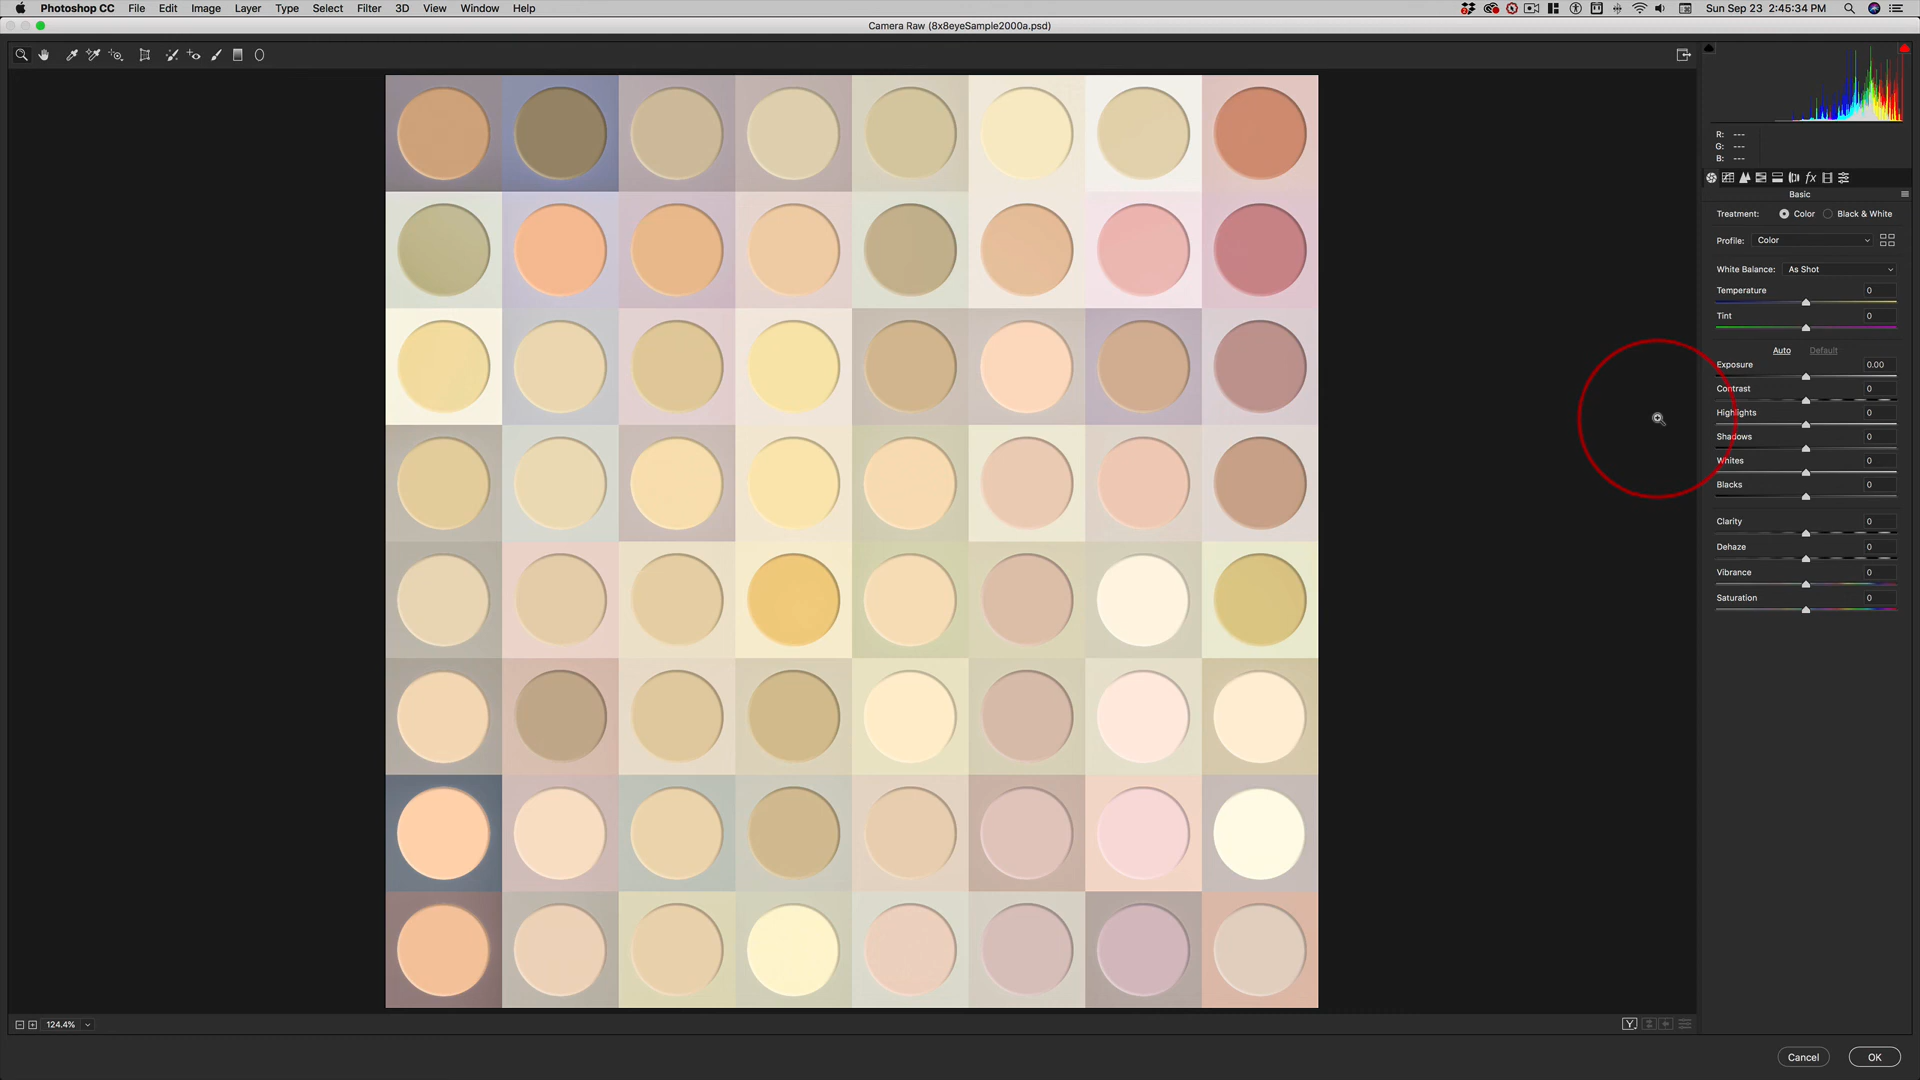 Photoshop CC File Edit Image Layer Type Select Filter 3D View Window Help Sun Sep 23 2:45:34 PM
Camera Raw (8x8eyeSample2000a.psd)
R: ---
G: ---
B: ---
fx
Basic
Treatment: Color Black & White
Profile: Color
White Balance: As Shot
Temperature 0
Tint 0
Auto Default
Exposure 0.00
Contrast 0
Highlights 0
Shadows 0
Whites 0
Blacks 0
Clarity 0
Dehaze 0
Vibrance 0
Saturation 0
124.4% Y
Cancel OK